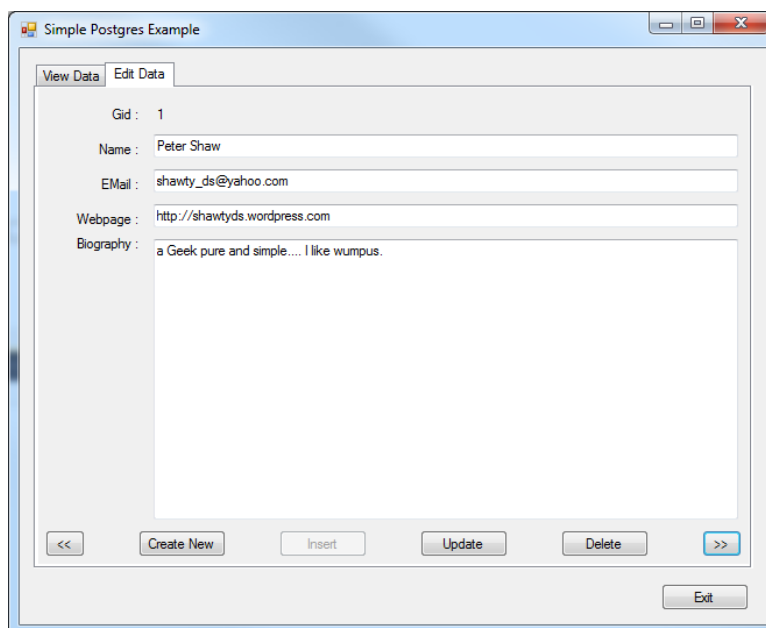 Simple Postgres Example
View Data Edit Data
Gid : 1
Name : Peter Shaw
EMail : shawty_ds@yahoo.com
Webpage : http://shawtyds.wordpress.com
Biography : a Geek pure and simple.... I like wumpus.
<< Create New Insert Update Delete >>
Exit